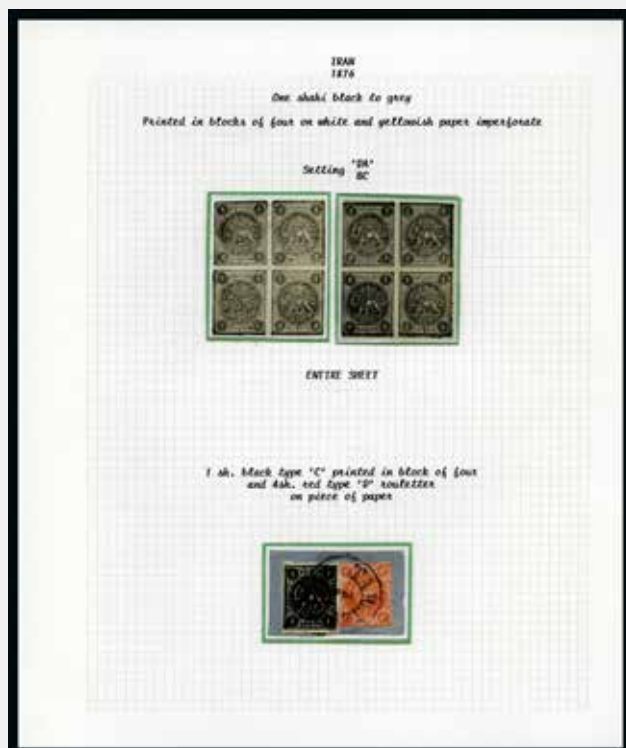 IRAN
1876
One shahi black to grey
Printed in blocks of four on white and yellowish paper imperforate
Setting "DA"
BC
ENTIRE SHEET
1 sh. black type "C" printed in block of four
and 4sh. red type "D" rouletter
on piece of paper